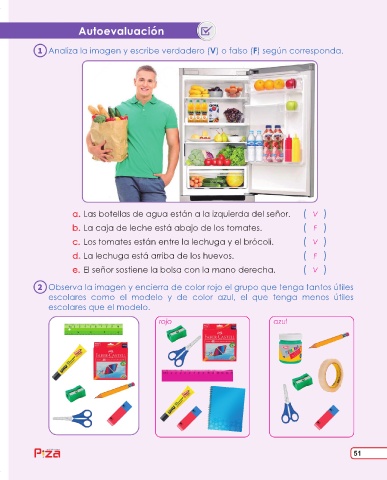 Autoevaluación
1 Analiza la imagen y escribe verdadero (V) o falso (F) según corresponda.
a. Las botellas de agua están a la izquierda del señor. ( V )
b. La caja de leche está abajo de los tomates. ( F )
c. Los tomates están entre la lechuga y el brócoli. ( V )
d. La lechuga está arriba de los huevos. ( F )
e. El señor sostiene la bolsa con la mano derecha. ( V )
2 Observa la imagen y encierra de color rojo el grupo que tenga tantos útiles
escolares como el modelo y de color azul, el que tenga menos útiles
escolares que el modelo.
rojo
azul
FABER-CASTELL
FABER-CASTELL
P:za
51